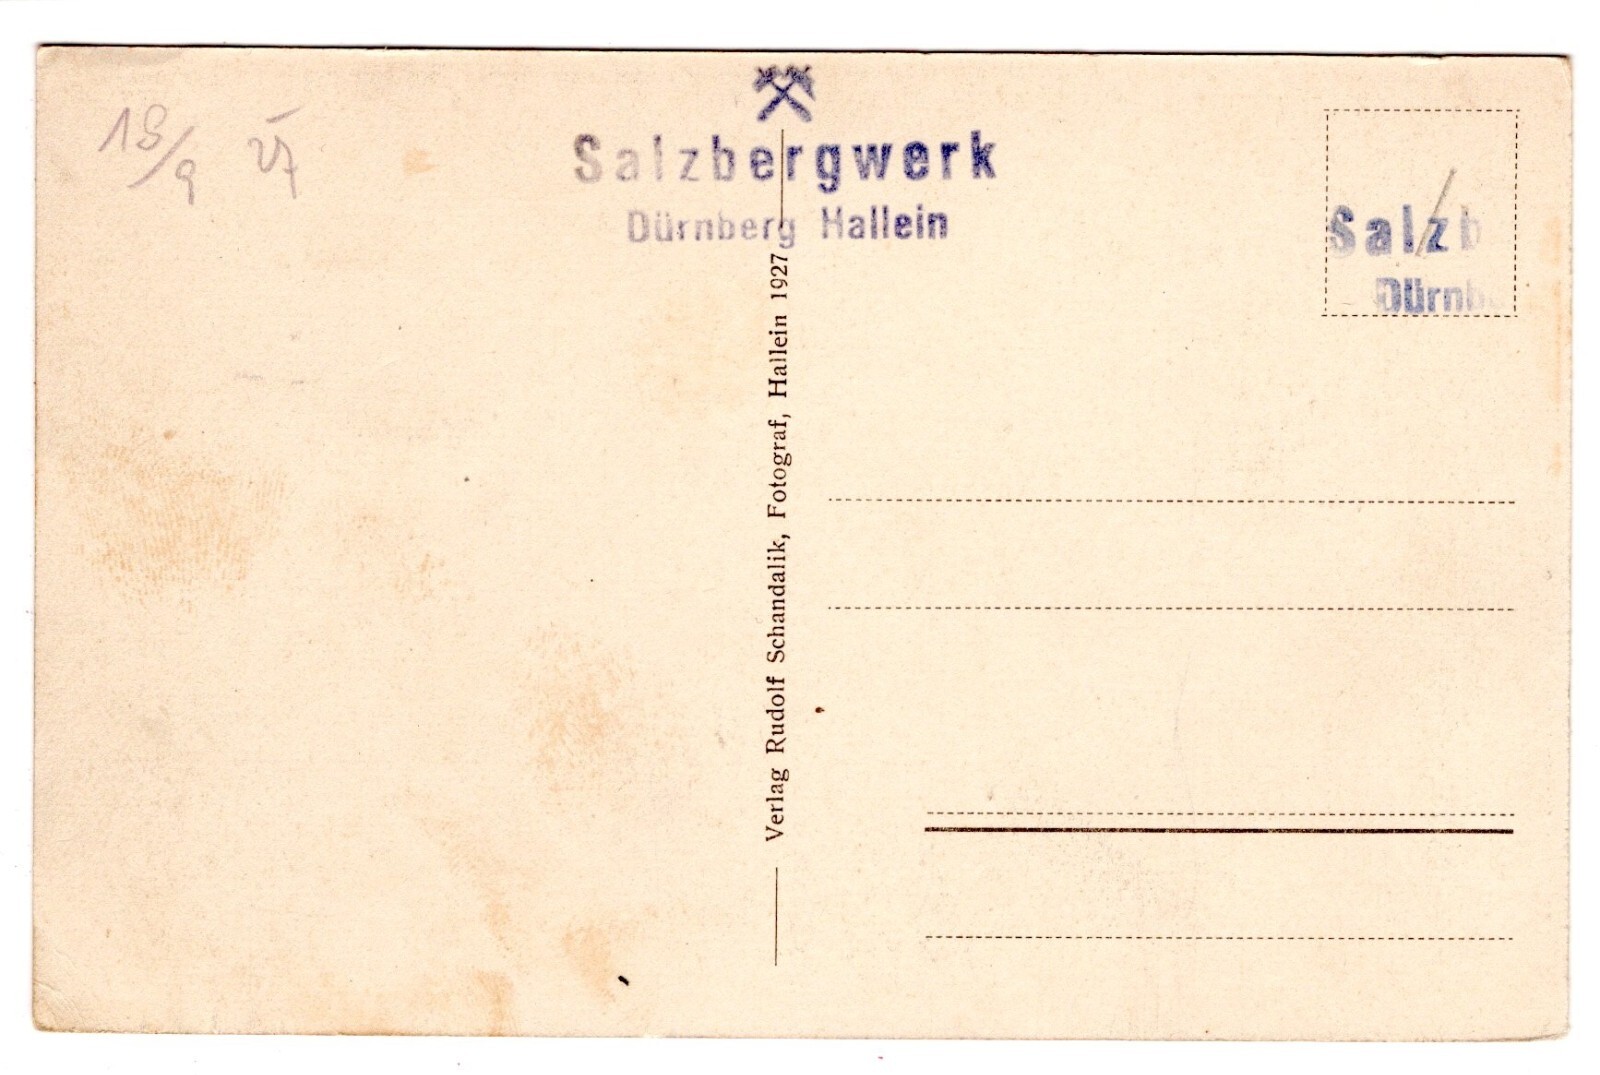 18/9 27
Salzbergwerk
Dürnberg Hallein
Salzb
Dürnb
Verlag Rudolf Schandalik, Fotograf, Hallein 1927